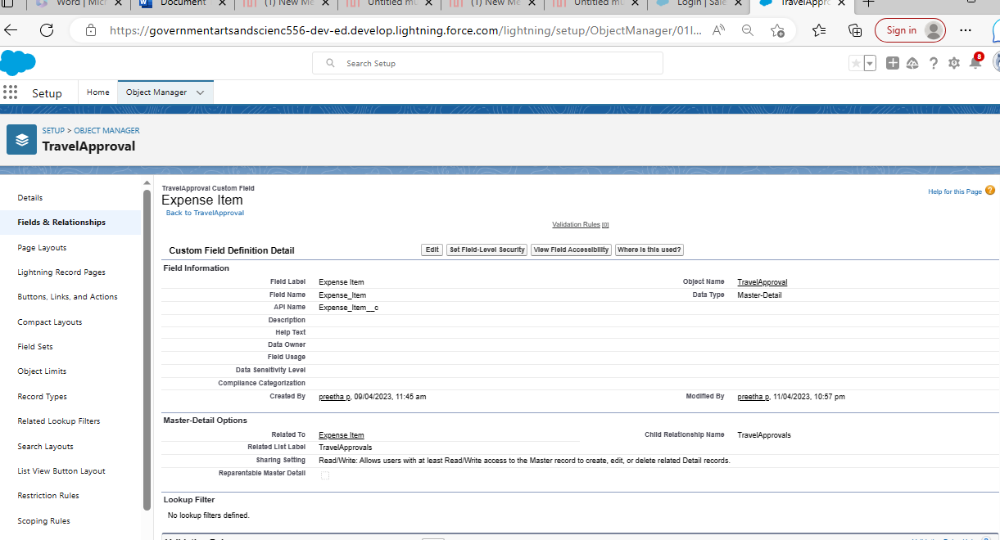 Word | Micr
Document
(1) New Me
Untitled m
(1) New Me
Untitled m
Login | Sale
TravelAppro
https://governmentartsandscienc556-dev-ed.develop.lightning.force.com/lightning/setup/ObjectManager/01I...
Sign in
Search Setup
8
Setup
Home
Object Manager
SETUP > OBJECT MANAGER
TravelApproval
Details
Fields & Relationships
Page Layouts
Lightning Record Pages
Buttons, Links, and Actions
Compact Layouts
Field Sets
Object Limits
Record Types
Related Lookup Filters
Search Layouts
List View Button Layout
Restriction Rules
Scoping Rules
TravelApproval Custom Field
Expense Item
Back to TravelApproval
Help for this Page
Validation Rules [0]
Custom Field Definition Detail
Edit
Set Field-Level Security
View Field Accessibility
Where is this used?
Field Information
Field Label Expense Item Object Name TravelApproval
Field Name Expense_Item Data Type Master-Detail
API Name Expense_Item__c
Description
Help Text
Data Owner
Field Usage
Data Sensitivity Level
Compliance Categorization
Created By preetha p, 09/04/2023, 11:45 am Modified By preetha p, 11/04/2023, 10:57 pm
Master-Detail Options
Related To Expense Item Child Relationship Name TravelApprovals
Related List Label TravelApprovals
Sharing Setting Read/Write: Allows users with at least Read/Write access to the Master record to create, edit, or delete related Detail records.
Reparentable Master Detail
Lookup Filter
No lookup filters defined.